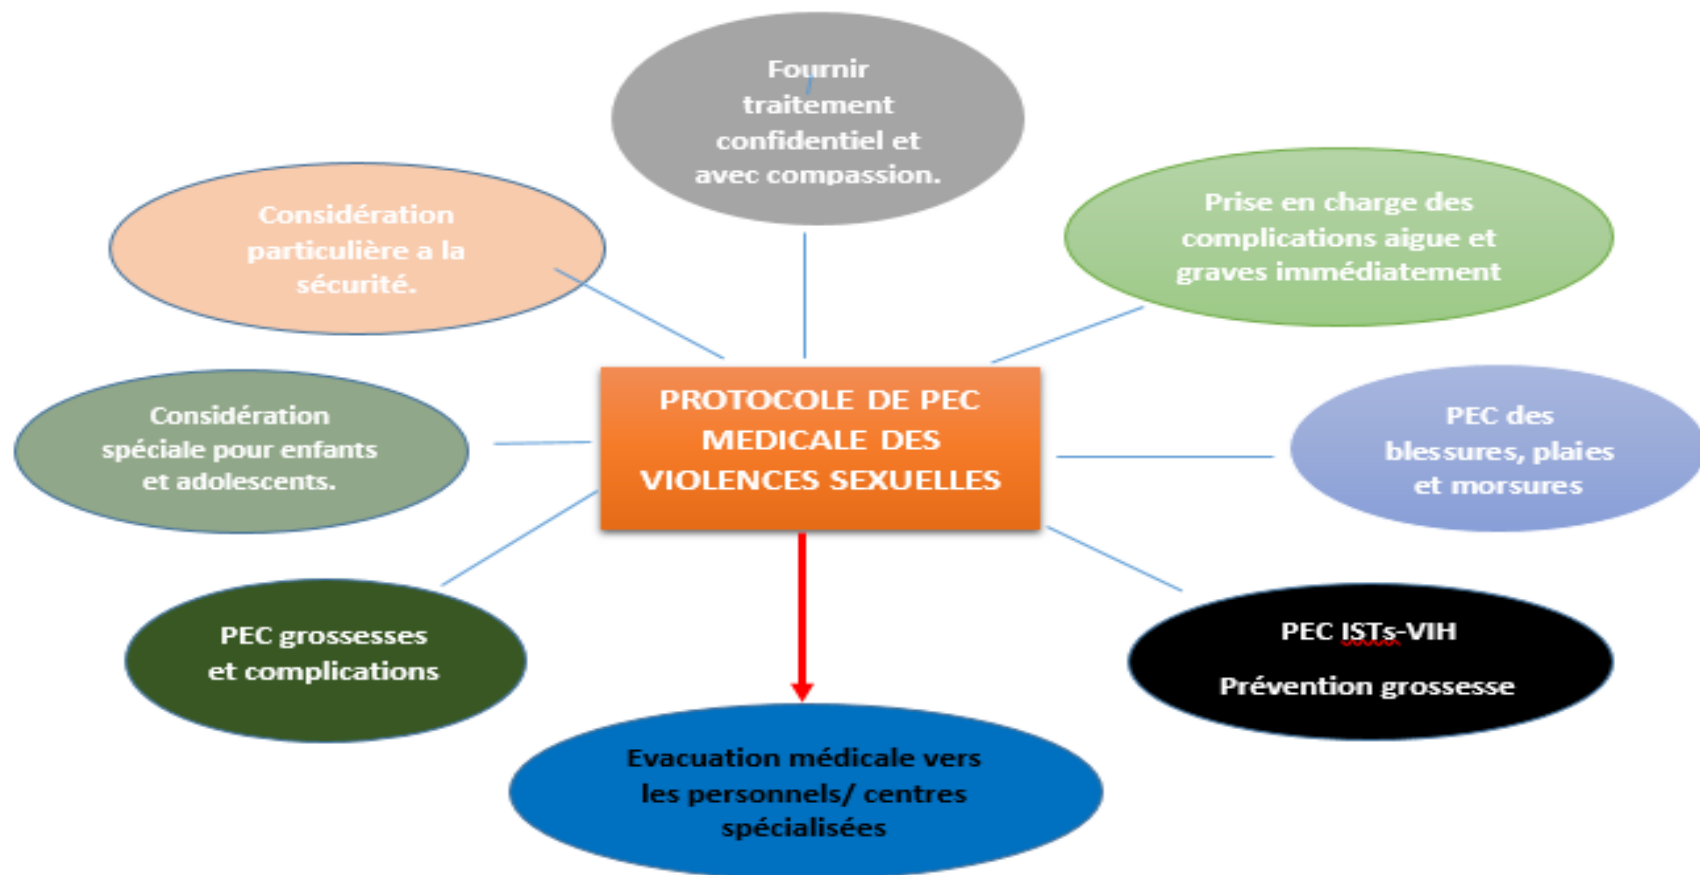 Fournir
traitement
confidentiel et
avec compassion.
Considération
particulière a la
sécurité.
Prise en charge des
complications aigue et
graves immédiatement
PROTOCOLE DE PEC
MEDICALE DES
VIOLENCES SEXUELLES
Considération
spéciale pour enfants
et adolescents.
PEC des
blessures, plaies
et morsures
PEC grossesses
et complications
PEC ISTs-VIH
Prévention grossesse
Evacuation médicale vers
les personnels/ centres
spécialisées